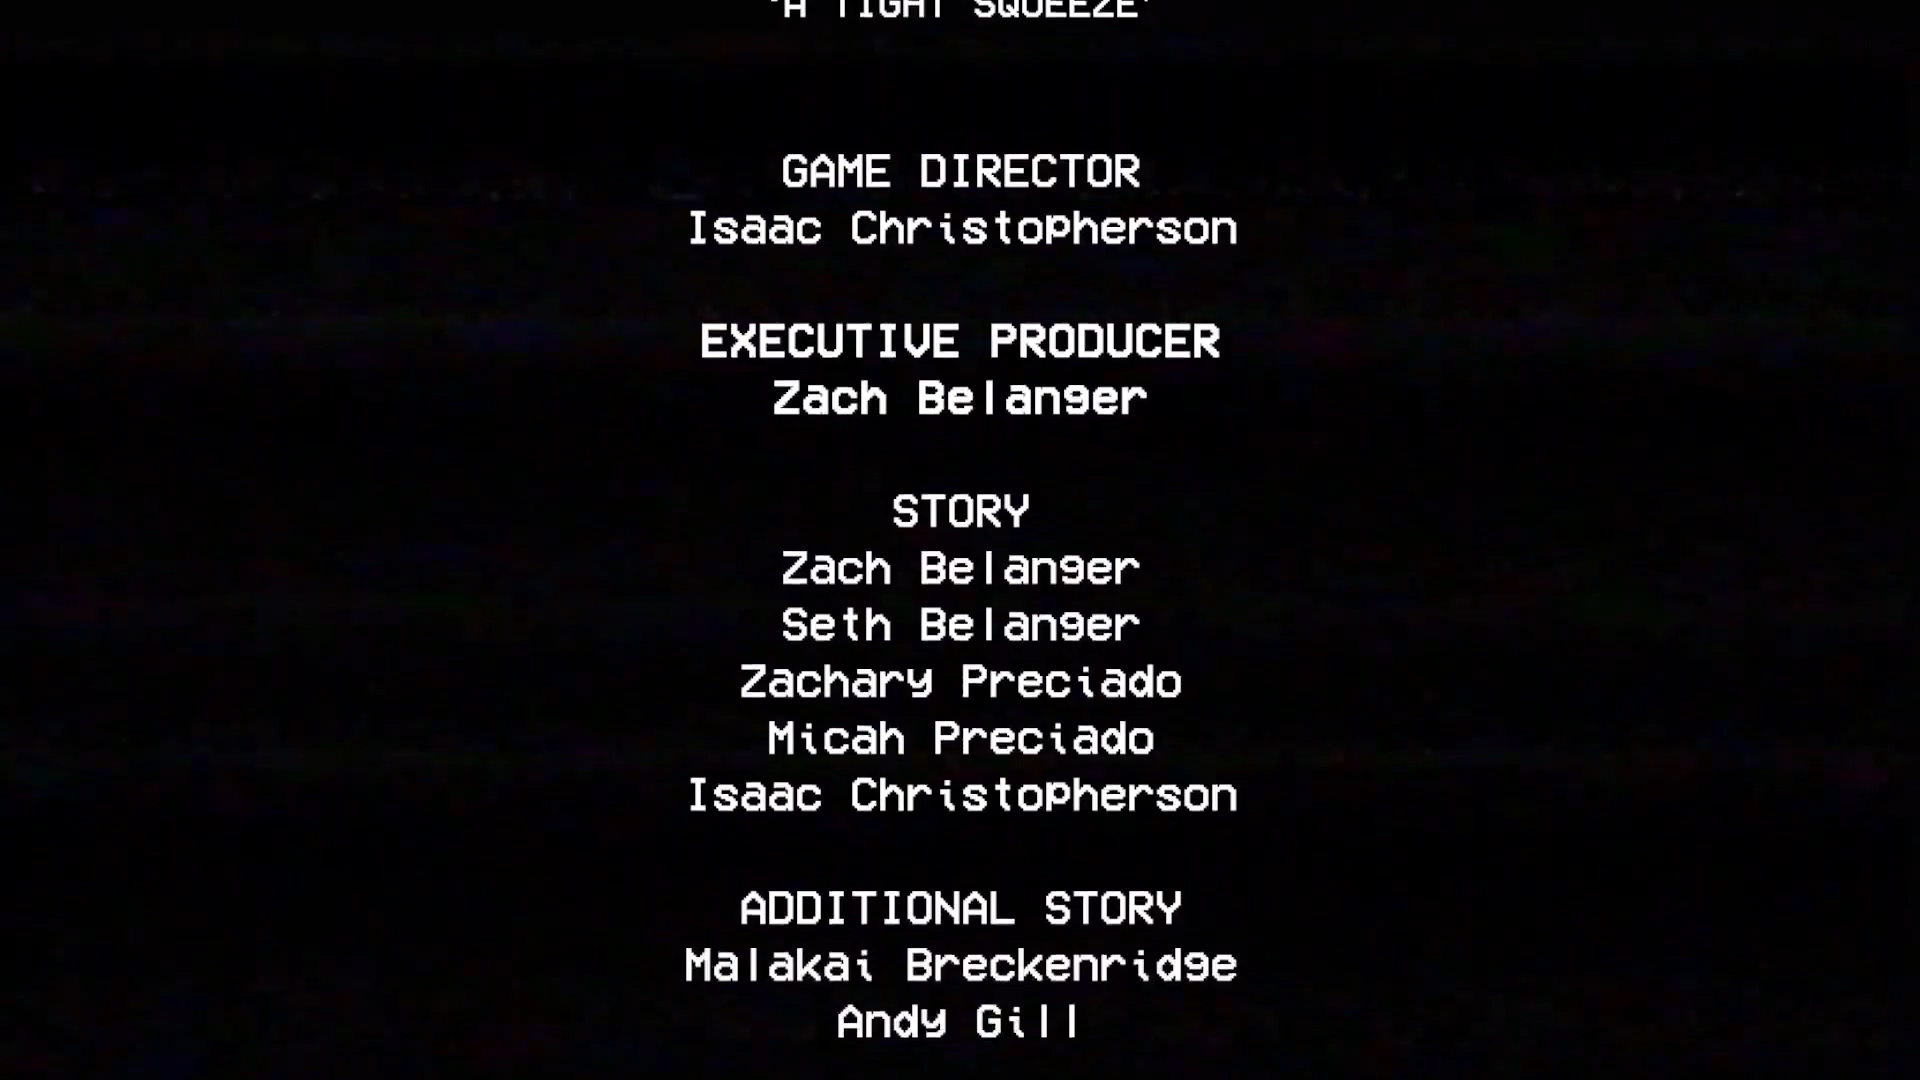 'A TIGHT SQUEEZE'
GAME DIRECTOR
Isaac Christopherson
EXECUTIVE PRODUCER
Zach Belanger
STORY
Zach Belanger
Seth Belanger
Zachary Preciado
Micah Preciado
Isaac Christopherson
ADDITIONAL STORY
Malakai Breckenridge
Andy Gill